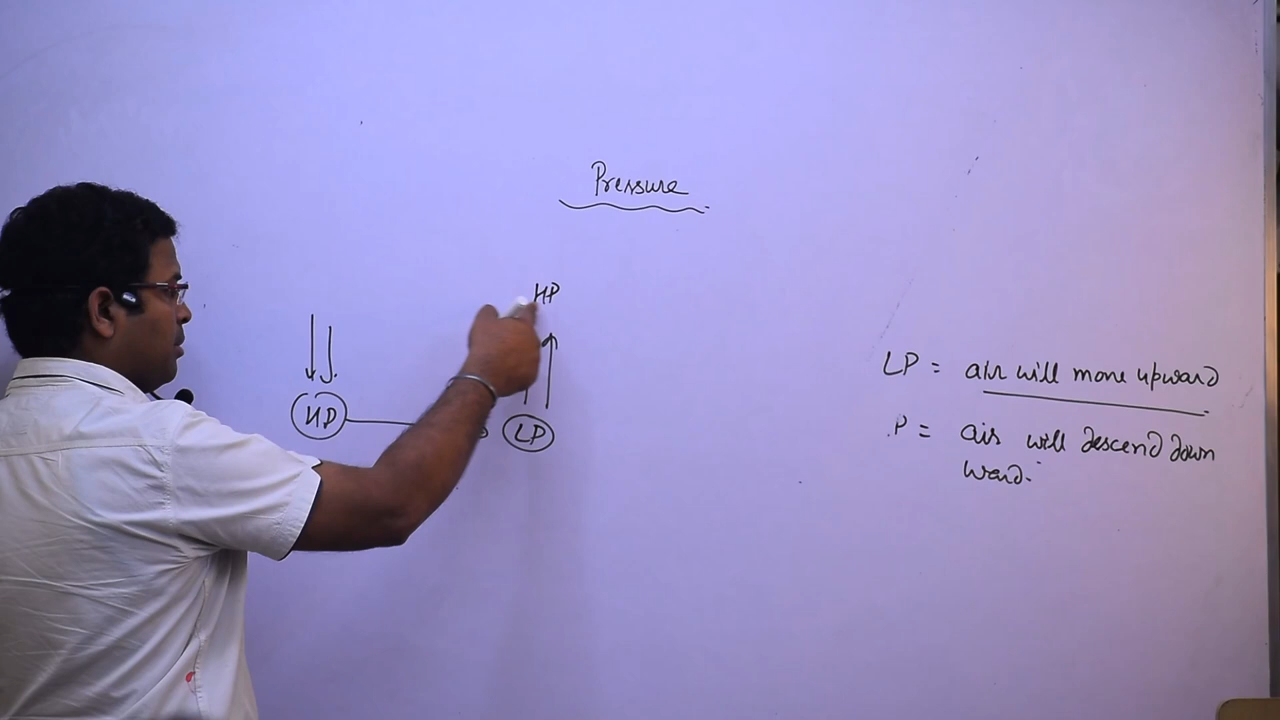 Pressure
HP
HP
LP
LP = air will move upward
P = air will descend down
ward.